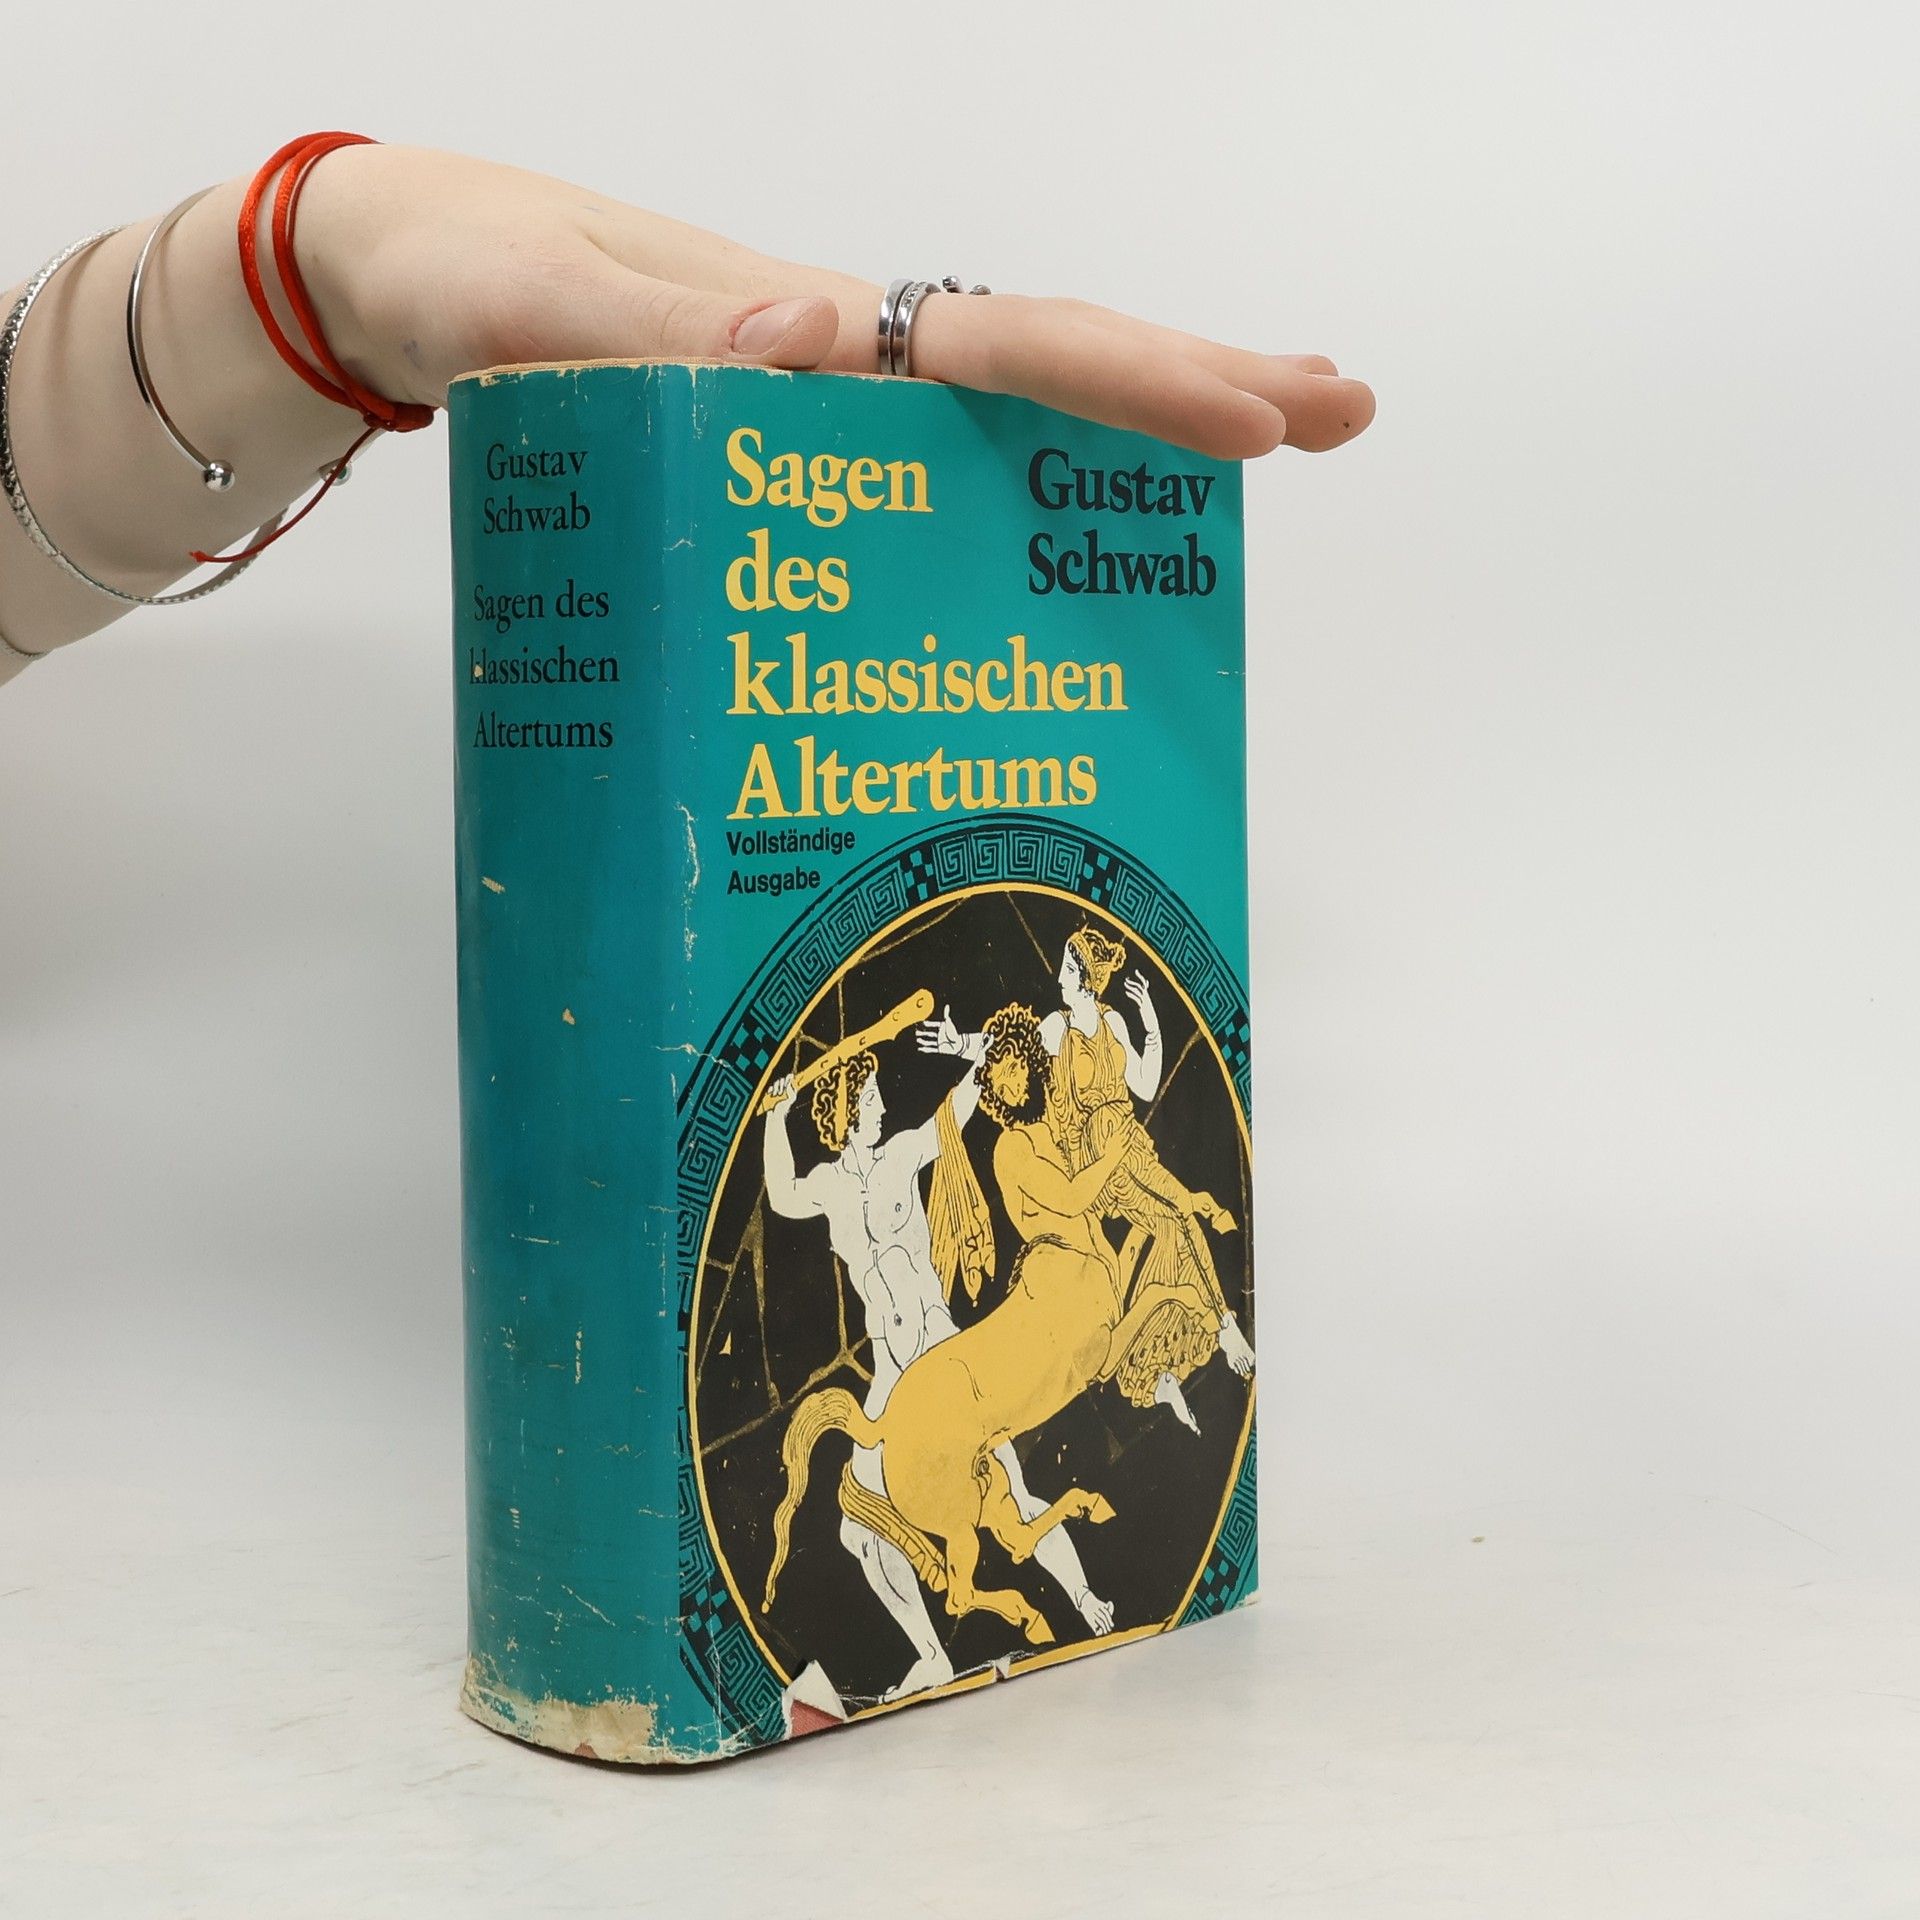 Gustav
Schwab
Sagen des
klassischen
Altertums
Sagen
des
klassischen
Altertums
Gustav
Schwab
Vollständige
Ausgabe